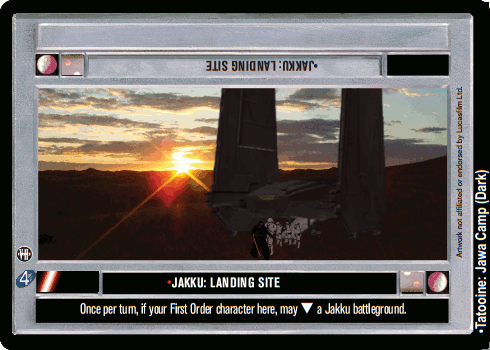 •JAKKU: LANDING SITE
4
•JAKKU: LANDING SITE
Once per turn, if your First Order character here, may ▼ a Jakku battleground.
Artwork not affiliated or endorsed by Lucasfilm Ltd.
•Tatooine: Jawa Camp (Dark)